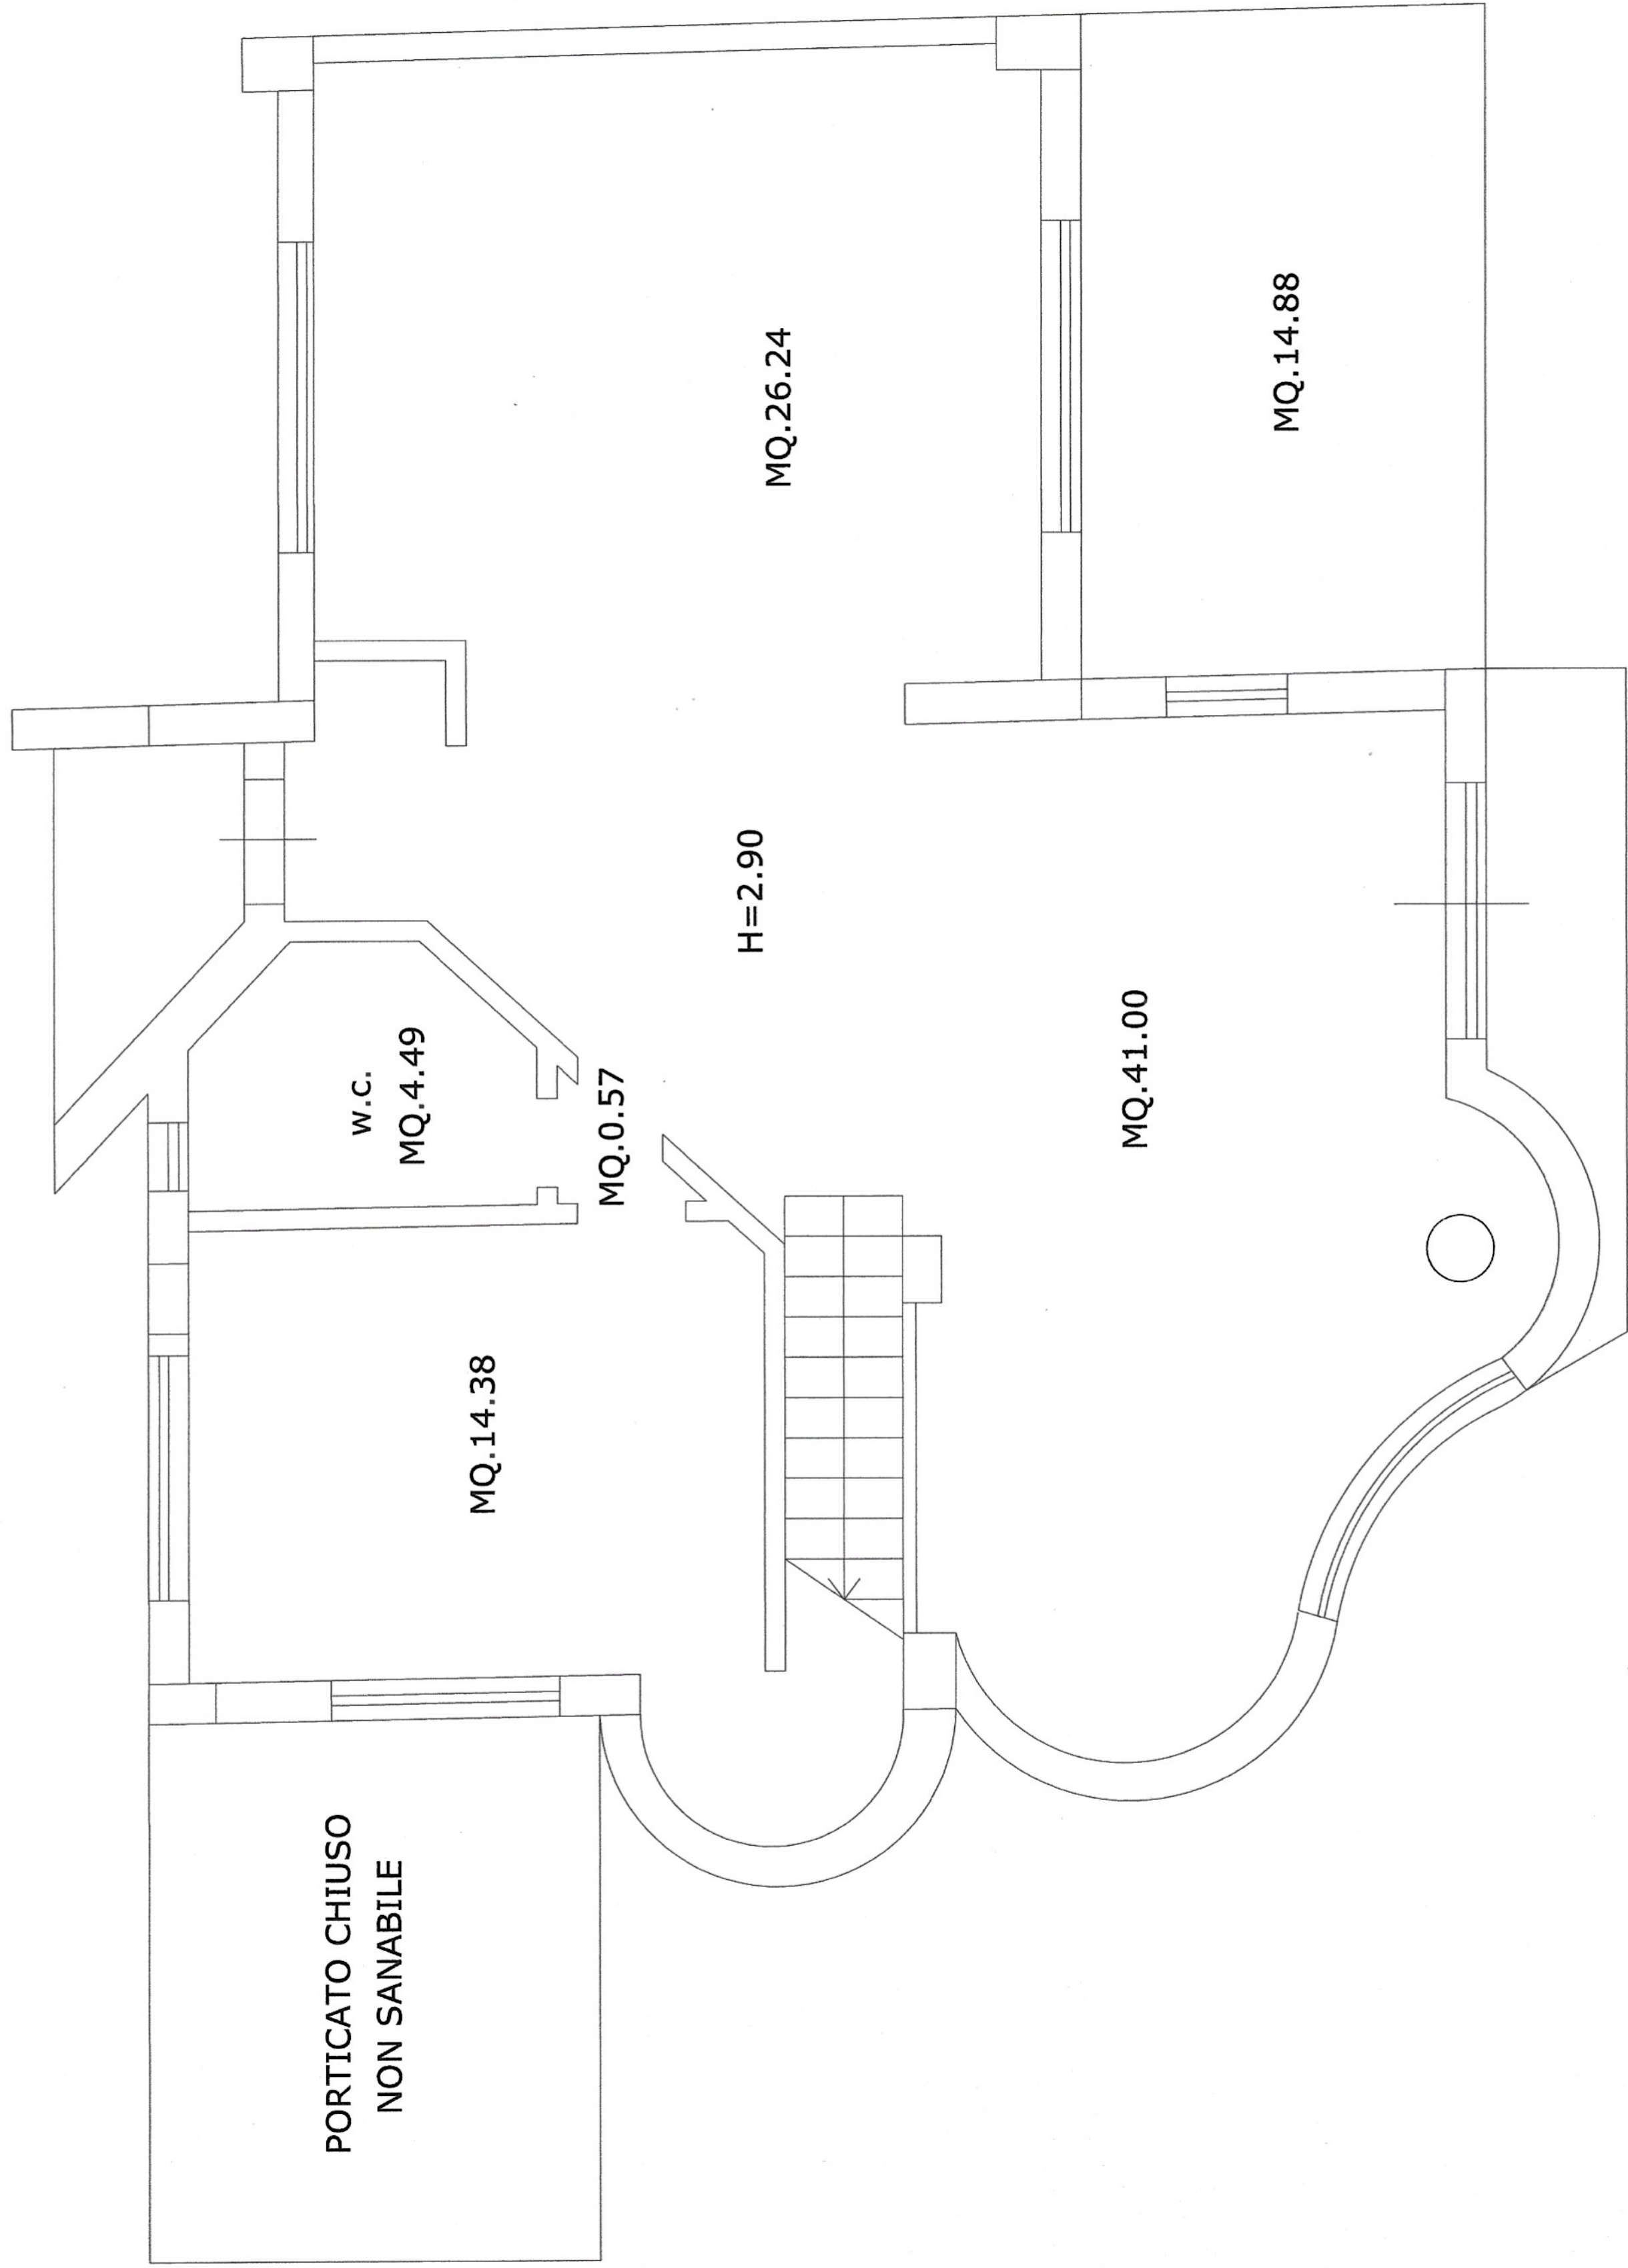 PORTICATO CHIUSO
NON SANABILE
w.c.
MQ.4.49
MQ.14.38
MQ.0.57
H=2.90
MQ.26.24
MQ.41.00
MQ.14.88